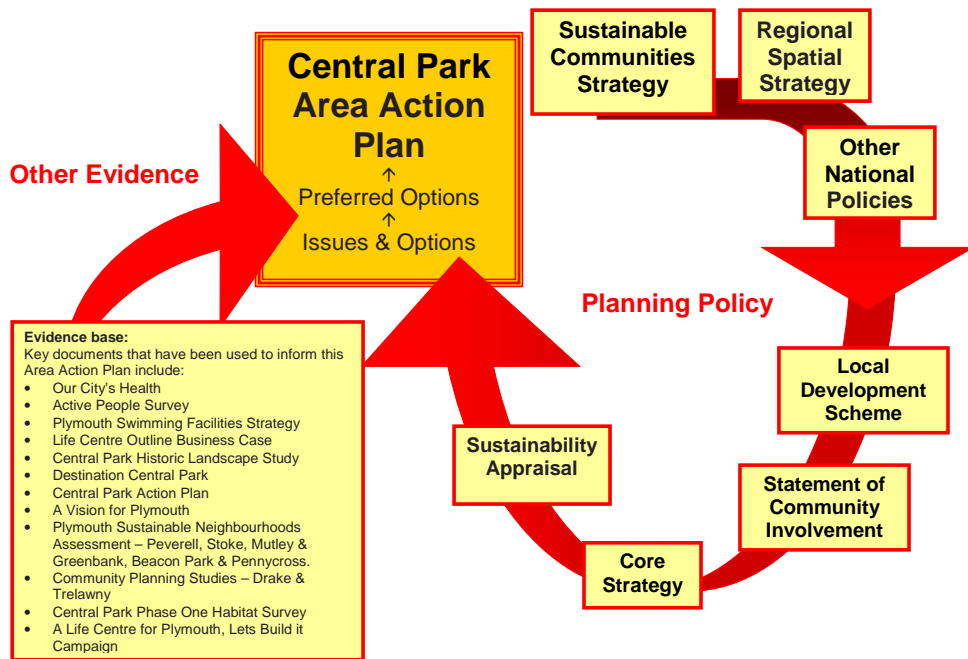 Central Park
Area Action
Plan
↑
Preferred Options
↑
Issues & Options
Sustainable
Communities
Strategy
Regional
Spatial
Strategy
Other
National
Policies
Other Evidence
Planning Policy
Local
Development
Scheme
Statement of
Community
Involvement
Core
Strategy
Sustainability
Appraisal
Evidence base:
Key documents that have been used to inform this
Area Action Plan include:
• Our City's Health
• Active People Survey
• Plymouth Swimming Facilities Strategy
• Life Centre Outline Business Case
• Central Park Historic Landscape Study
• Destination Central Park
• Central Park Action Plan
• A Vision for Plymouth
• Plymouth Sustainable Neighbourhoods
Assessment – Peverell, Stoke, Mutley &
Greenbank, Beacon Park & Pennycross.
• Community Planning Studies – Drake &
Trelawny
• Central Park Phase One Habitat Survey
• A Life Centre for Plymouth, Lets Build it
Campaign